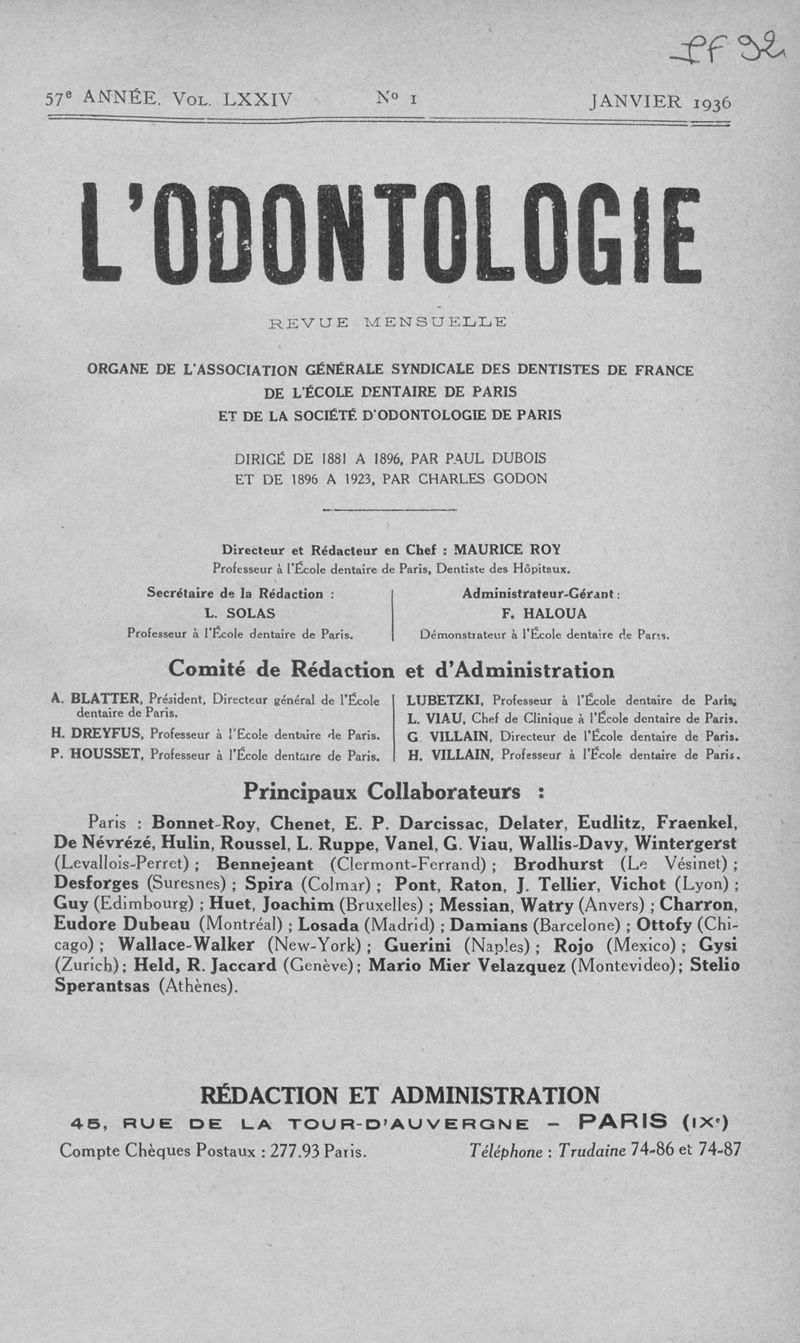 Pf 92
57e ANNÉE. VOL. LXXIV N° 1 JANVIER 1936
L'ODONTOLOGIE
REVUE MENSUELLE
ORGANE DE L'ASSOCIATION GÉNÉRALE SYNDICALE DES DENTISTES DE FRANCE
DE L'ÉCOLE DENTAIRE DE PARIS
ET DE LA SOCIÉTÉ D'ODONTOLOGIE DE PARIS
DIRIGÉ DE 1881 A 1896, PAR PAUL DUBOIS
ET DE 1896 A 1923, PAR CHARLES GODON
Directeur et Rédacteur en Chef : MAURICE ROY
Professeur à l'École dentaire de Paris, Dentiste des Hôpitaux.
Secrétaire de la Rédaction :
L. SOLAS
Professeur à l'École dentaire de Paris.
Administrateur-Gérant :
F. HALOUA
Démonstrateur à l'École dentaire de Paris.
Comité de Rédaction et d'Administration
A. BLATTER, Président, Directeur général de l'École
dentaire de Paris.
H. DREYFUS, Professeur à l'Ecole dentaire de Paris.
P. HOUSSET, Professeur à l'École dentaire de Paris.
LUBETZKI, Professeur à l'École dentaire de Paris;
L. VIAU, Chef de Clinique à l'École dentaire de Paris.
G. VILLAIN, Directeur de l'École dentaire de Paris.
H. VILLAIN, Professeur à l'École dentaire de Paris.
Principaux Collaborateurs :
Paris : Bonnet-Roy, Chenet, E. P. Darcissac, Delater, Eudlitz, Fraenkel,
De Névrézé, Hulin, Roussel, L. Ruppe, Vanel, G. Viau, Wallis-Davy, Wintergerst
(Levallois-Perret) ; Bennejeant (Clermont-Ferrand) ; Brodhurst (Le Vésinet) ;
Desforges (Suresnes) ; Spira (Colmar) ; Pont, Raton, J. Tellier, Vichot (Lyon) ;
Guy (Edimbourg) ; Huet, Joachim (Bruxelles) ; Messian, Watry (Anvers) ; Charron,
Eudore Dubeau (Montréal) ; Losada (Madrid) ; Damians (Barcelone) ; Ottofy (Chi-
cago) ; Wallace-Walker (New-York) ; Guerini (Naples) ; Rojo (Mexico) ; Gysi
(Zurich); Held, R. Jaccard (Genève); Mario Mier Velazquez (Montevideo); Stelio
Sperantsas (Athènes).
RÉDACTION ET ADMINISTRATION
45, RUE DE LA TOUR-D'AUVERGNE – PARIS (IXe)
Compte Chèques Postaux : 277.93 Paris. Téléphone : Trudaine 74-86 et 74-87